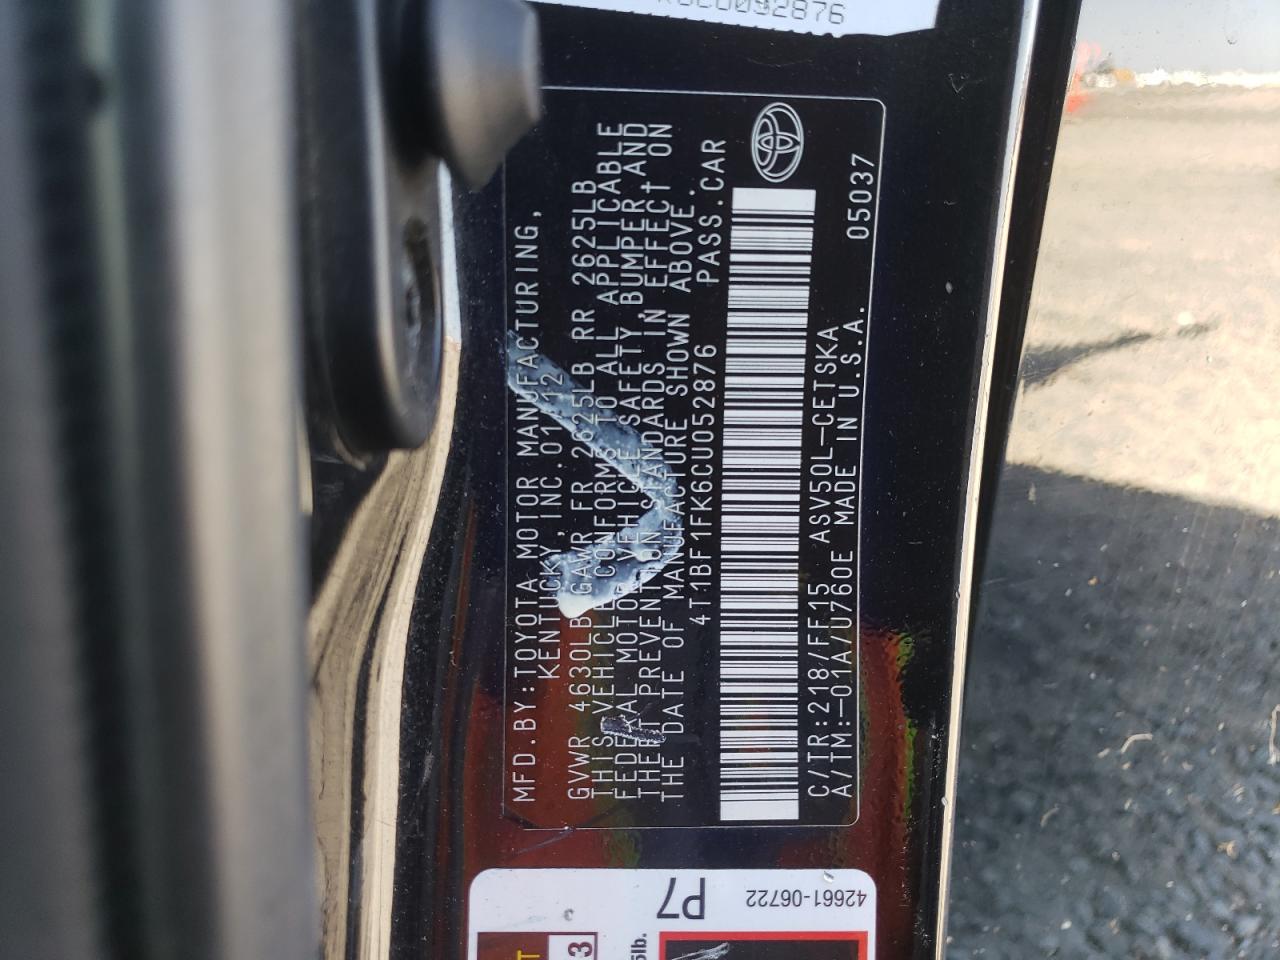 MFD.BY:TOYOTA MOTOR MANUFACTURING,
KENTUCKY,INC.01/12
GVWR 4630LB GAWR FR 2625LB RR 2625LB
THIS VEHICLE CONFORMS TO ALL APPLICABLE
FEDERAL MOTOR VEHICLE SAFETY,BUMPER,AND
THEFT PREVENTION STANDARDS IN EFFECT ON
THE DATE OF MANUFACTURE SHOWN ABOVE.
4T1BF1FK6CU052876 PASS.CAR
C/TR:218/FF15 ASV50L-CETSKA
A/TM:-01A/U760E MADE IN U.S.A. 05037
42661-06722
P7